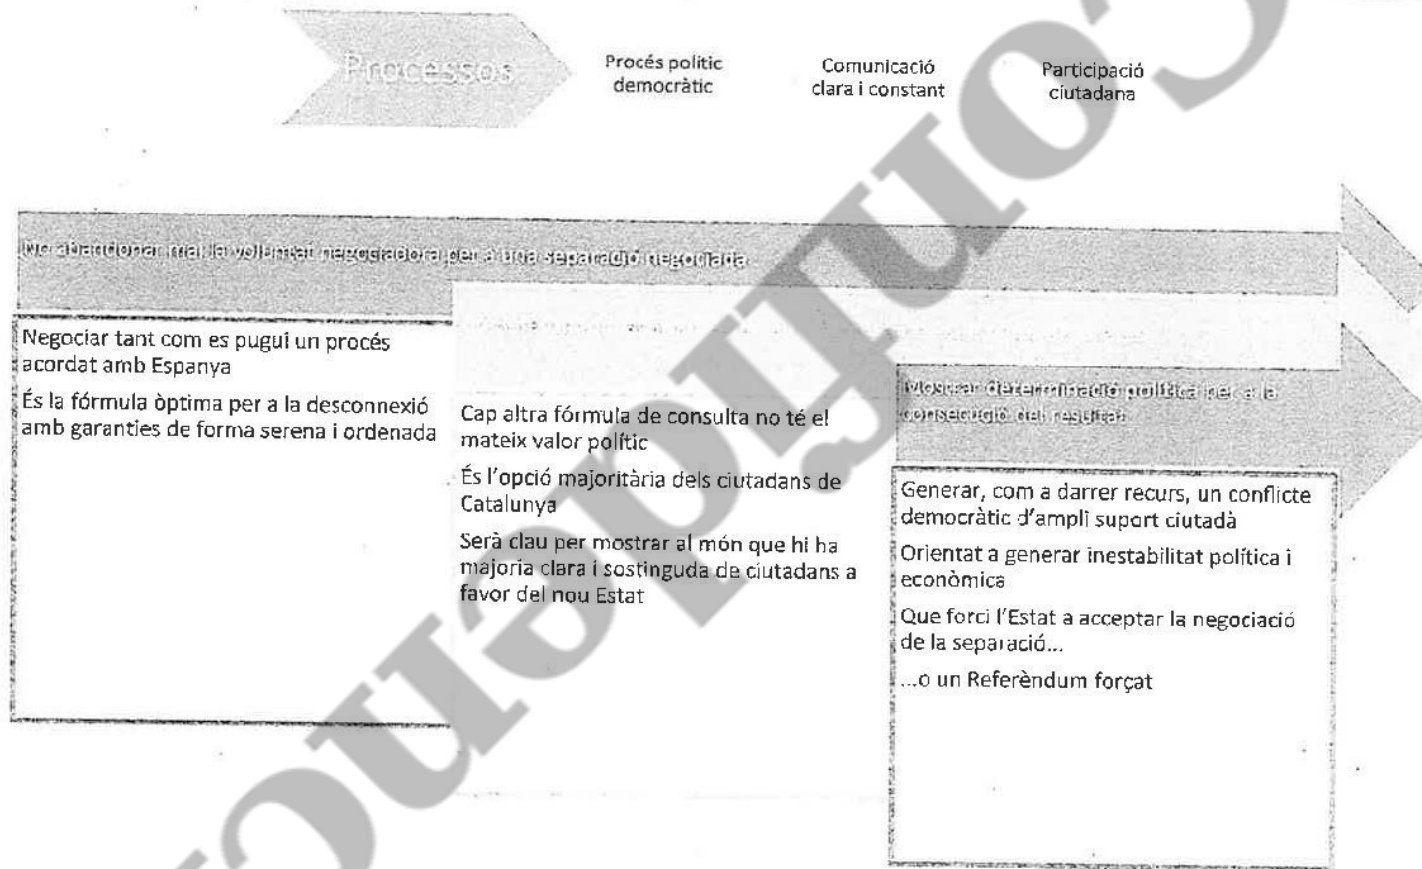 Processos
Procés polític
democràtic
Comunicació
clara i constant
Participació
ciutadana
No abandonar mai la voluntat negociadora per a una separació negociada
Negociar tant com es pugui un procés
acordat amb Espanya
És la fórmula òptima per a la desconnexió
amb garanties de forma serena i ordenada
Cap altra fórmula de consulta no té el
mateix valor polític
És l'opció majoritària dels ciutadans de
Catalunya
Serà clau per mostrar al món que hi ha
majoria clara i sostinguda de ciutadans a
favor del nou Estat
Mostrar determinació política per a la
consecució del resultat
Generar, com a darrer recurs, un conflicte
democràtic d'ampli suport ciutadà
Orientat a generar inestabilitat política i
econòmica
Que forci l'Estat a acceptar la negociació
de la separació...
...o un Referèndum forçat
Confidenc